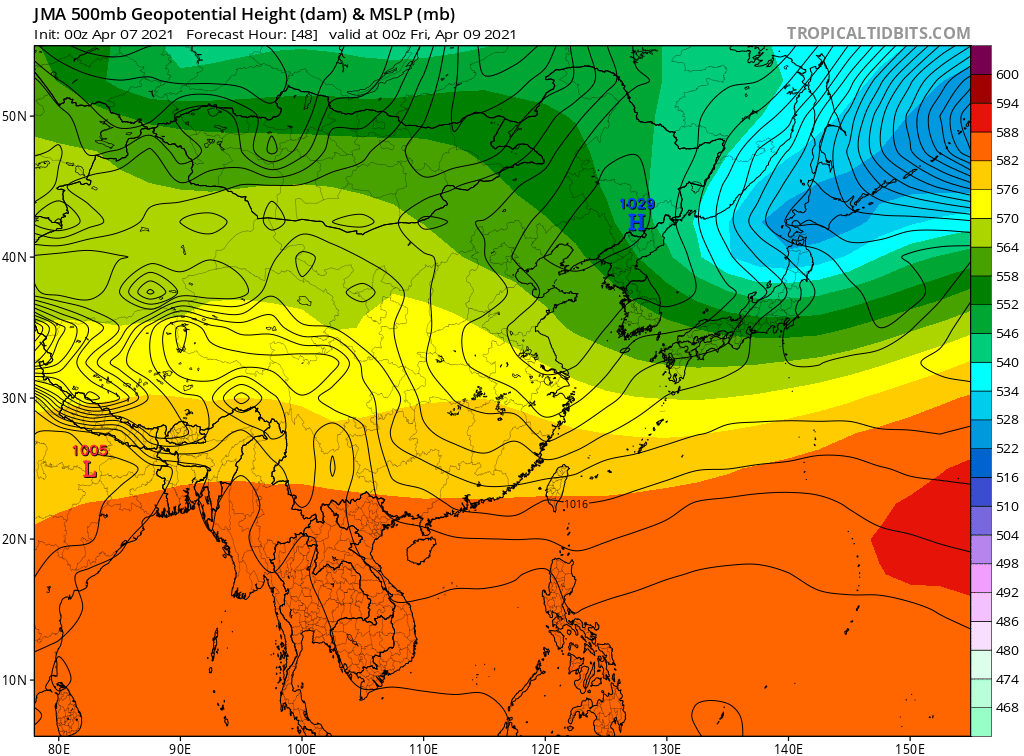 JMA 500mb Geopotential Height (dam) & MSLP (mb)
Init: 00z Apr 07 2021 Forecast Hour: [48] valid at 00z Fri, Apr 09 2021
TROPICALTIDBITS.COM
50N
40N
30N
20N
10N
1029
H
1005
L
1016
80E 90E 100E 110E 120E 130E 140E 150E
600
594
588
582
576
570
564
558
552
546
540
534
528
522
516
510
504
498
492
486
480
474
468